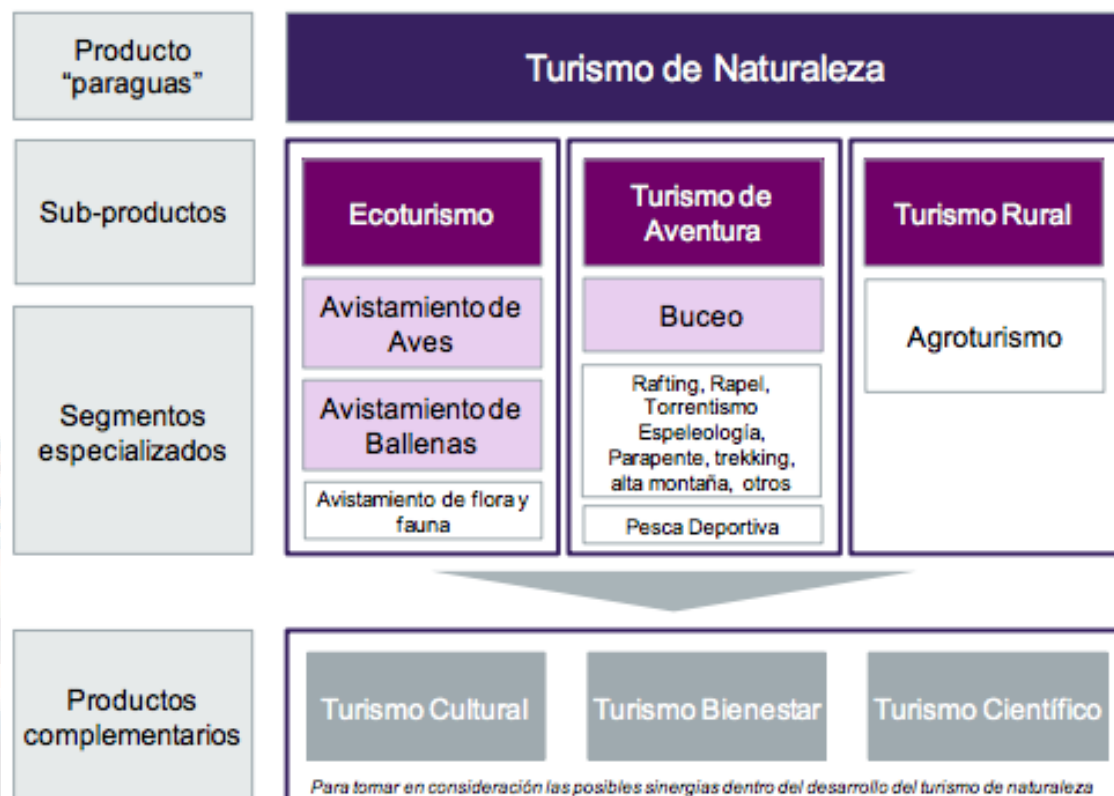 Producto
“paraguas”
Turismo de Naturaleza
Sub-productos
Ecoturismo
Turismo de
Aventura
Turismo Rural
Segmentos
especializados
Avistamiento de
Aves
Avistamiento de
Ballenas
Avistamiento de flora y
fauna
Buceo
Rafting, Rapel,
Torrentismo
Espeleología,
Parapente, trekking,
alta montaña, otros
Pesca Deportiva
Agroturismo
Productos
complementarios
Turismo Cultural
Turismo Bienestar
Turismo Científico
Para tomar en consideración las posibles sinergias dentro del desarrollo del turismo de naturaleza